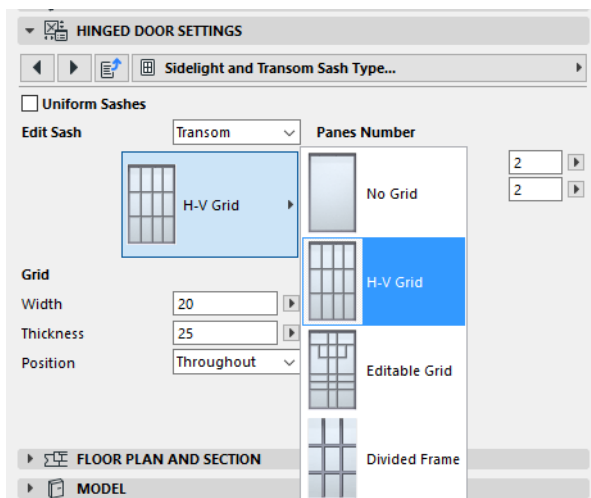 HINGED DOOR SETTINGS
Sidelight and Transom Sash Type...
Uniform Sashes
Edit Sash Transom Panes Number
2
2
H-V Grid
No Grid
H-V Grid
Editable Grid
Divided Frame
Grid
Width 20
Thickness 25
Position Throughout
FLOOR PLAN AND SECTION
MODEL